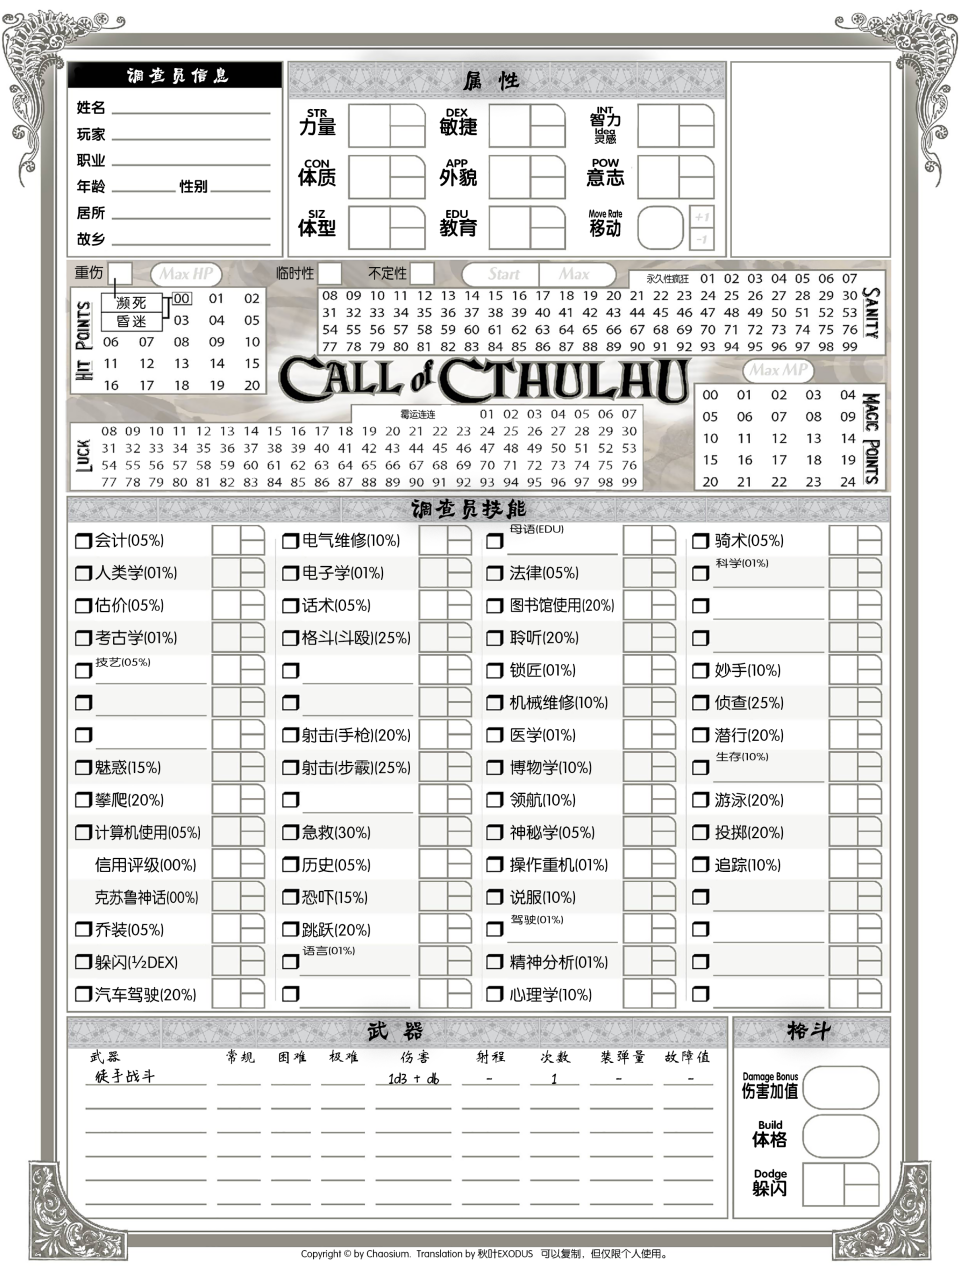 调查员信息
姓名
玩家
职业
年龄 性别
居所
故乡
属 性
STR 力量
DEX 敏捷
INT 智力 Idea 灵感
CON 体质
APP 外貌
POW 意志
SIZ 体型
EDU 教育
Move Rate 移动
+1
-1
重伤
Max HP
临时性
不定性
Start Max
HIT POINTS
濒死
昏迷
00 01 02
03 04 05
06 07 08 09 10
11 12 13 14 15
16 17 18 19 20
永久性疯狂 01 02 03 04 05 06 07
08 09 10 11 12 13 14 15 16 17 18 19 20 21 22 23 24 25 26 27 28 29 30
31 32 33 34 35 36 37 38 39 40 41 42 43 44 45 46 47 48 49 50 51 52 53
54 55 56 57 58 59 60 61 62 63 64 65 66 67 68 69 70 71 72 73 74 75 76
77 78 79 80 81 82 83 84 85 86 87 88 89 90 91 92 93 94 95 96 97 98 99
SANITY
CALL of CTHULHU
Max MP
LUCK
霉运连连 01 02 03 04 05 06 07
08 09 10 11 12 13 14 15 16 17 18 19 20 21 22 23 24 25 26 27 28 29 30
31 32 33 34 35 36 37 38 39 40 41 42 43 44 45 46 47 48 49 50 51 52 53
54 55 56 57 58 59 60 61 62 63 64 65 66 67 68 69 70 71 72 73 74 75 76
77 78 79 80 81 82 83 84 85 86 87 88 89 90 91 92 93 94 95 96 97 98 99
00 01 02 03 04
05 06 07 08 09
10 11 12 13 14
15 16 17 18 19
20 21 22 23 24
MAGIC POINTS
调查员技能
会计(05%)
人类学(01%)
估价(05%)
考古学(01%)
技艺(05%)
魅惑(15%)
攀爬(20%)
计算机使用(05%)
信用评级(00%)
克苏鲁神话(00%)
乔装(05%)
躲闪(½DEX)
汽车驾驶(20%)
电气维修(10%)
电子学(01%)
话术(05%)
格斗(斗殴)(25%)
射击(手枪)(20%)
射击(步霰)(25%)
急救(30%)
历史(05%)
恐吓(15%)
跳跃(20%)
语言(01%)
母语(EDU)
法律(05%)
图书馆使用(20%)
聆听(20%)
锁匠(01%)
机械维修(10%)
医学(01%)
博物学(10%)
领航(10%)
神秘学(05%)
操作重机(01%)
说服(10%)
驾驶(01%)
精神分析(01%)
心理学(10%)
骑术(05%)
科学(01%)
妙手(10%)
侦查(25%)
潜行(20%)
生存(10%)
游泳(20%)
投掷(20%)
追踪(10%)
武 器
武器 常规 困难 极难 伤害 射程 次数 装弹量 故障值
徒手战斗 1d3 + db - 1 - -
格斗
Damage Bonus
伤害加值
Build
体格
Dodge
躲闪
Copyright © by Chaosium. Translation by 秋叶EXODUS 可以复制，但仅限个人使用。